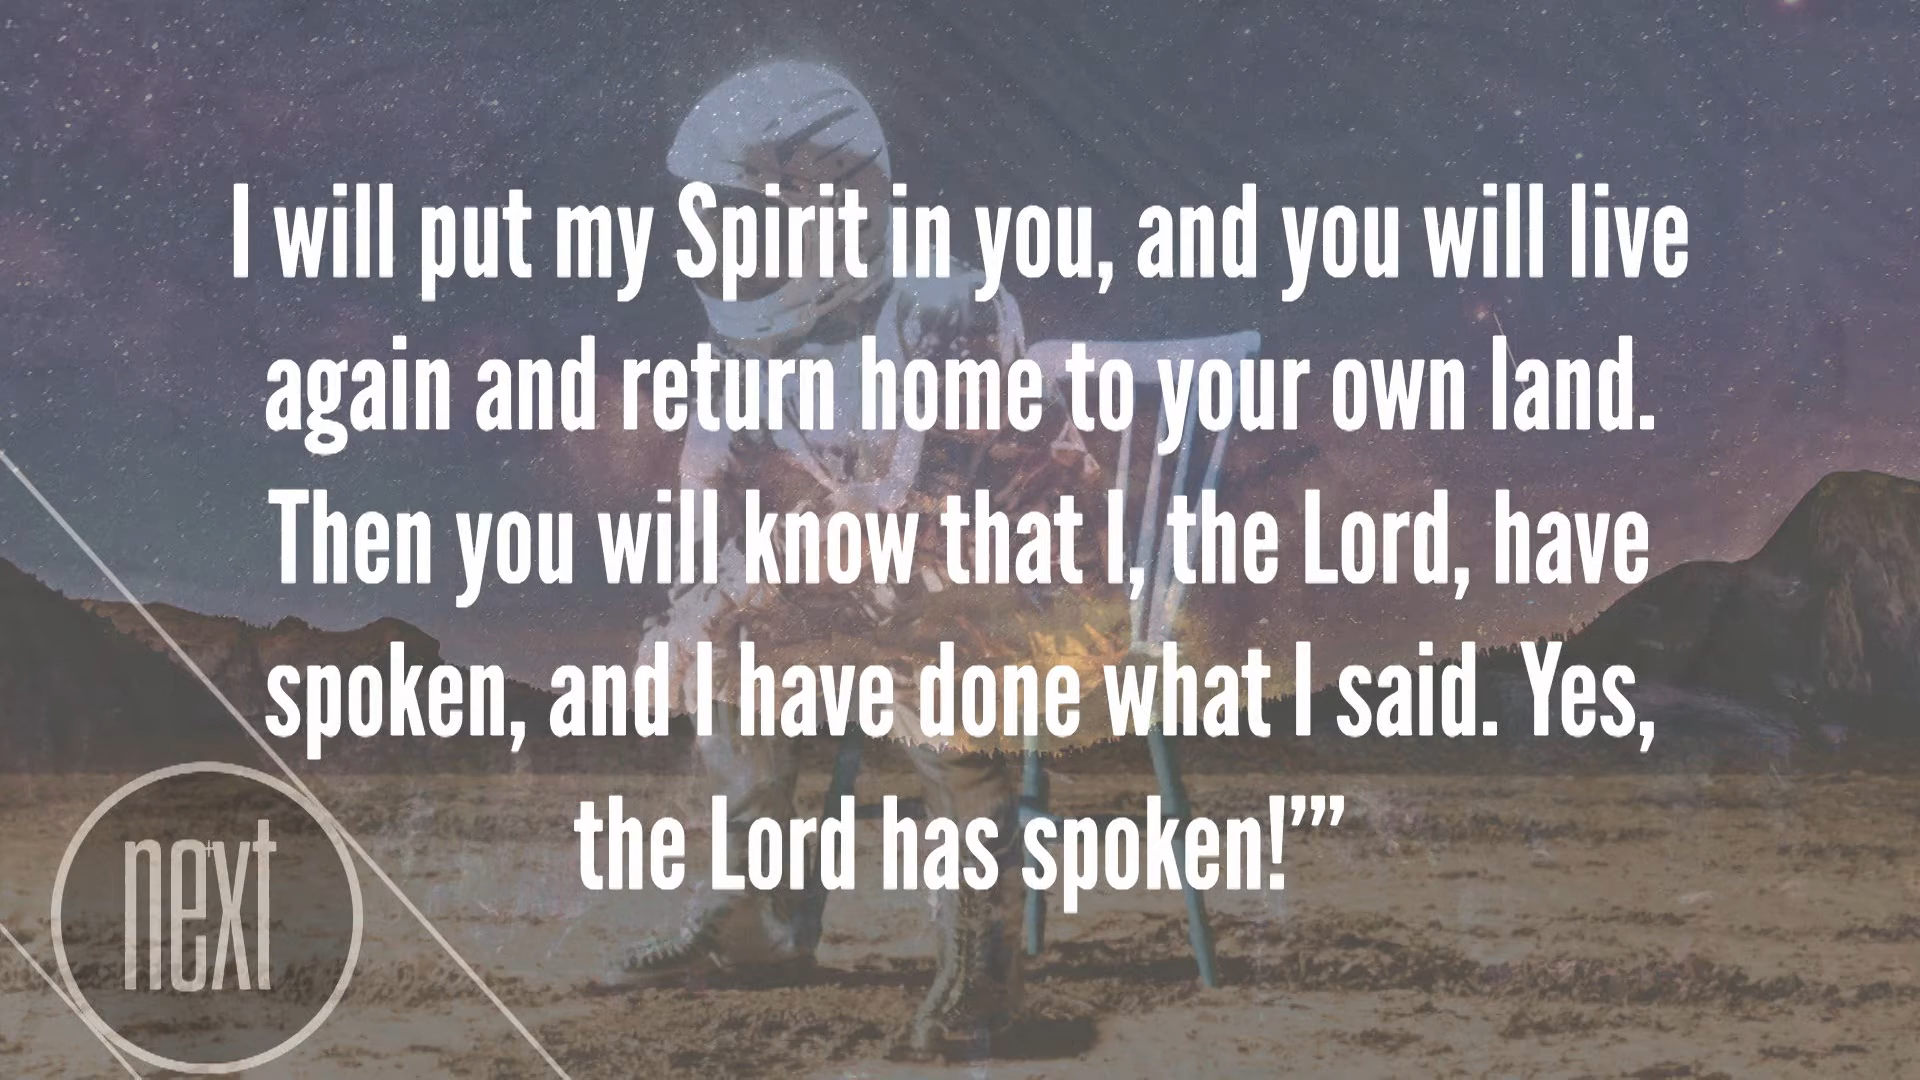 I will put my Spirit in you, and you will live
again and return home to your own land.
Then you will know that I, the Lord, have
spoken, and I have done what I said. Yes,
the Lord has spoken!””
next